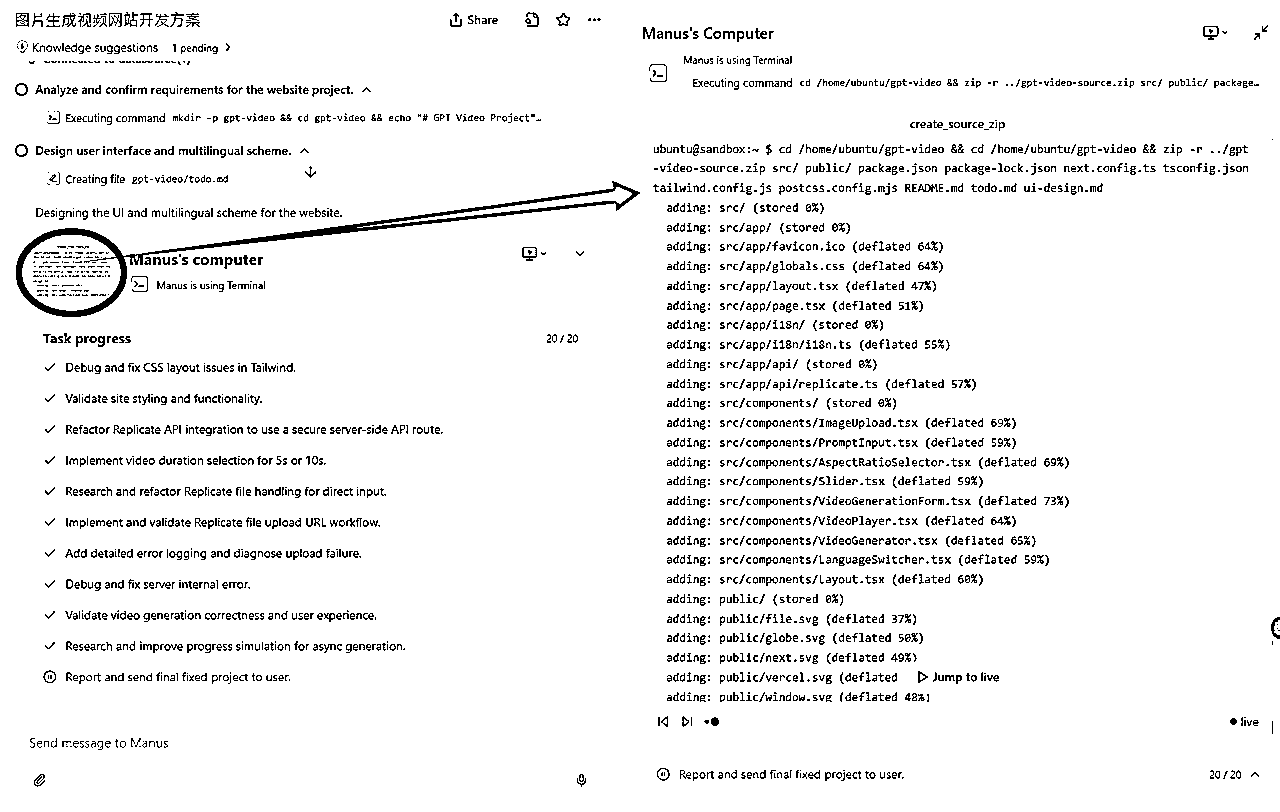 图片生成视频网站开发方案
Share
Knowledge suggestions 1 pending
Analyze and confirm requirements for the website project.
Executing command mkdir -p gpt-video && cd gpt-video && echo "# GPT Video Project"…
Design user interface and multilingual scheme.
Creating file gpt-video/todo.md
Designing the UI and multilingual scheme for the website.
Manus's computer
Manus is using Terminal
Task progress 20 / 20
Debug and fix CSS layout issues in Tailwind.
Validate site styling and functionality.
Refactor Replicate API integration to use a secure server-side API route.
Implement video duration selection for 5s or 10s.
Research and refactor Replicate file handling for direct input.
Implement and validate Replicate file upload URL workflow.
Add detailed error logging and diagnose upload failure.
Debug and fix server internal error.
Validate video generation correctness and user experience.
Research and improve progress simulation for async generation.
Report and send final fixed project to user.
Send message to Manus
Manus's Computer
Manus is using Terminal
Executing command cd /home/ubuntu/gpt-video && zip -r ../gpt-video-source.zip src/ public/ package…
create_source_zip
ubuntu@sandbox:~ $ cd /home/ubuntu/gpt-video && cd /home/ubuntu/gpt-video && zip -r ../gpt
-video-source.zip src/ public/ package.json package-lock.json next.config.ts tsconfig.json
tailwind.config.js postcss.config.mjs README.md todo.md ui-design.md
adding: src/ (stored 0%)
adding: src/app/ (stored 0%)
adding: src/app/favicon.ico (deflated 64%)
adding: src/app/globals.css (deflated 64%)
adding: src/app/layout.tsx (deflated 47%)
adding: src/app/page.tsx (deflated 51%)
adding: src/app/i18n/ (stored 0%)
adding: src/app/i18n/i18n.ts (deflated 55%)
adding: src/app/api/ (stored 0%)
adding: src/app/api/replicate.ts (deflated 57%)
adding: src/components/ (stored 0%)
adding: src/components/ImageUpload.tsx (deflated 69%)
adding: src/components/PromptInput.tsx (deflated 59%)
adding: src/components/AspectRatioSelector.tsx (deflated 69%)
adding: src/components/Slider.tsx (deflated 59%)
adding: src/components/VideoGenerationForm.tsx (deflated 73%)
adding: src/components/VideoPlayer.tsx (deflated 64%)
adding: src/components/VideoGenerator.tsx (deflated 65%)
adding: src/components/LanguageSwitcher.tsx (deflated 59%)
adding: src/components/Layout.tsx (deflated 60%)
adding: public/ (stored 0%)
adding: public/file.svg (deflated 37%)
adding: public/globe.svg (deflated 50%)
adding: public/next.svg (deflated 49%)
adding: public/vercel.svg (deflated Jump to live
adding: public/window.svg (deflated 48%)
live
Report and send final fixed project to user. 20 / 20